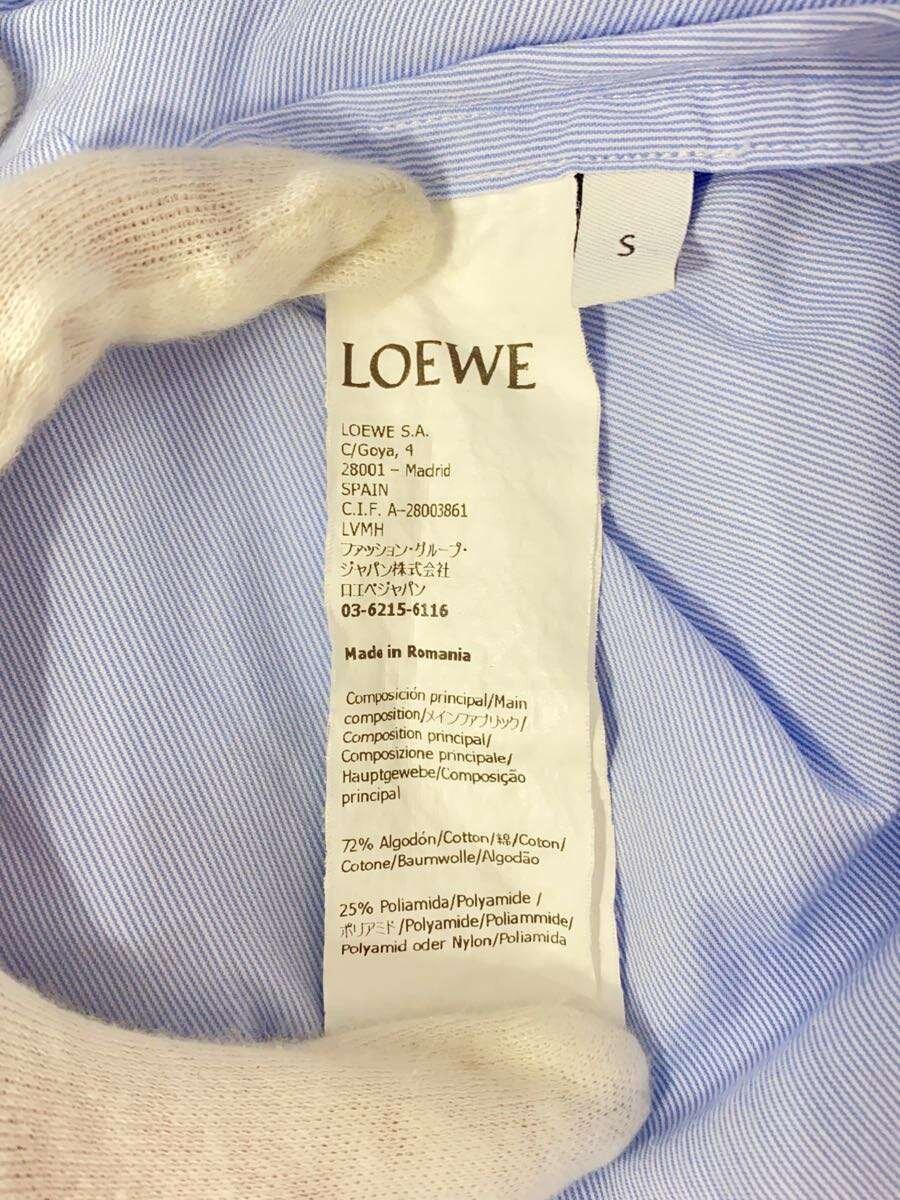 S
LOEWE
LOEWE S.A.
C/Goya, 4
28001 - Madrid
SPAIN
C.I.F. A-28003861
LVMH
ファッション・グループ・
ジャパン株式会社
ロエベジャパン
03-6215-6116
Made in Romania
Composición principal/Main
composition/メインファブリック/
Composition principal/
Composizione principale/
Hauptgewebe/Composição
principal
72% Algodón/Cotton/綿/Coton/
Cotone/Baumwolle/Algodão
25% Poliamida/Polyamide /
ポリアミド/Polyamide/Poliammide/
Polyamid oder Nylon/Poliamida